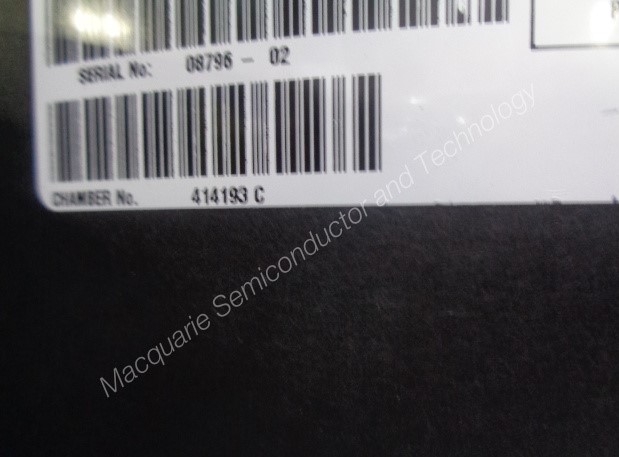 SERIAL No: 08796 - 02
CHAMBER No. 414193 C
Macquarie Semiconductor and Technology